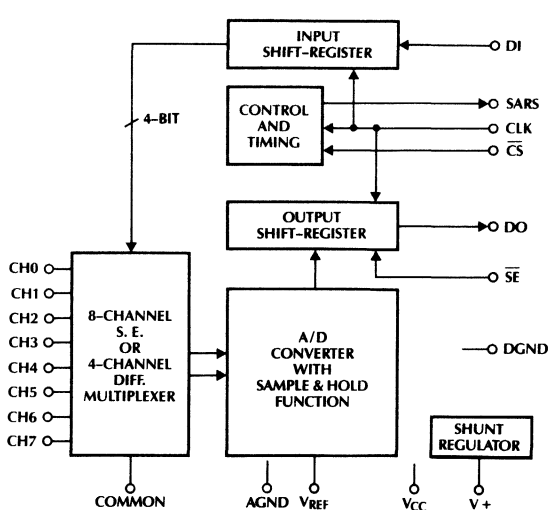 INPUT
SHIFT-REGISTER
DI
4-BIT
CONTROL
AND
TIMING
SARS
CLK
C̅S̅
OUTPUT
SHIFT-REGISTER
DO
S̅E̅
CH0
CH1
CH2
CH3
CH4
CH5
CH6
CH7
8-CHANNEL
S. E.
OR
4-CHANNEL
DIFF.
MULTIPLEXER
A/D
CONVERTER
WITH
SAMPLE & HOLD
FUNCTION
DGND
SHUNT
REGULATOR
COMMON
AGND
VREF
VCC
V+